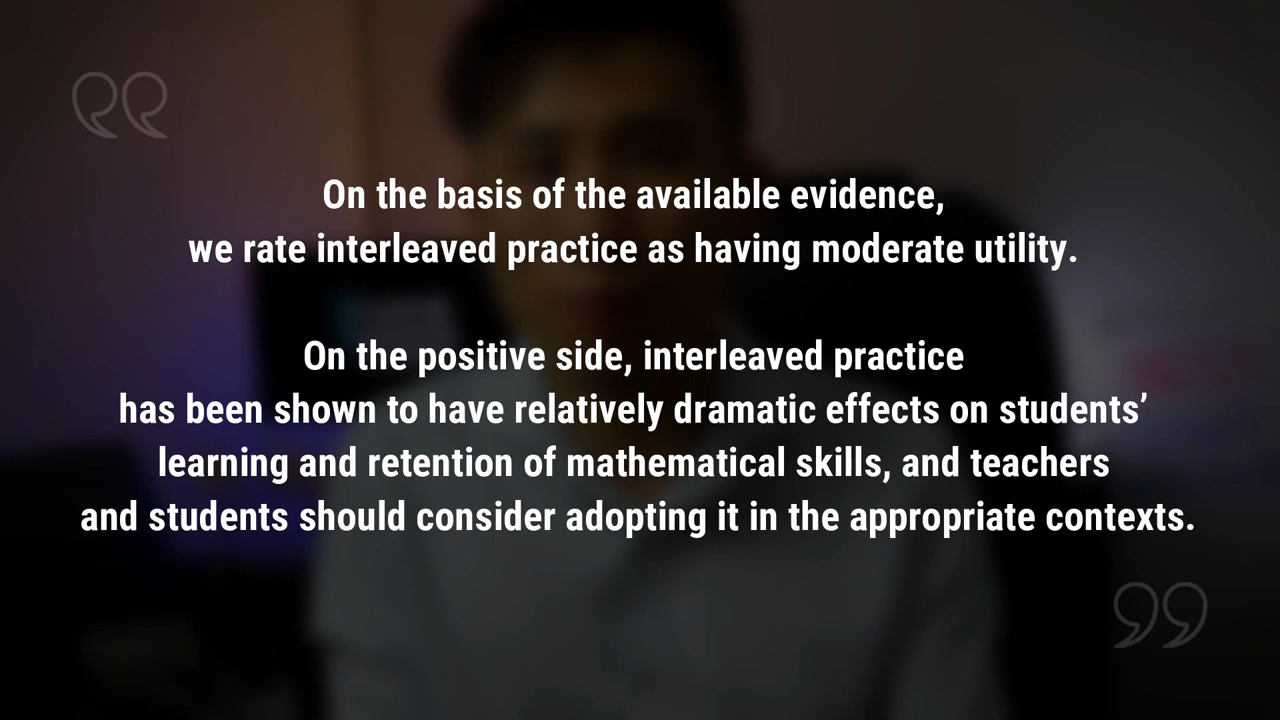 On the basis of the available evidence,
we rate interleaved practice as having moderate utility.
On the positive side, interleaved practice
has been shown to have relatively dramatic effects on students’
learning and retention of mathematical skills, and teachers
and students should consider adopting it in the appropriate contexts.